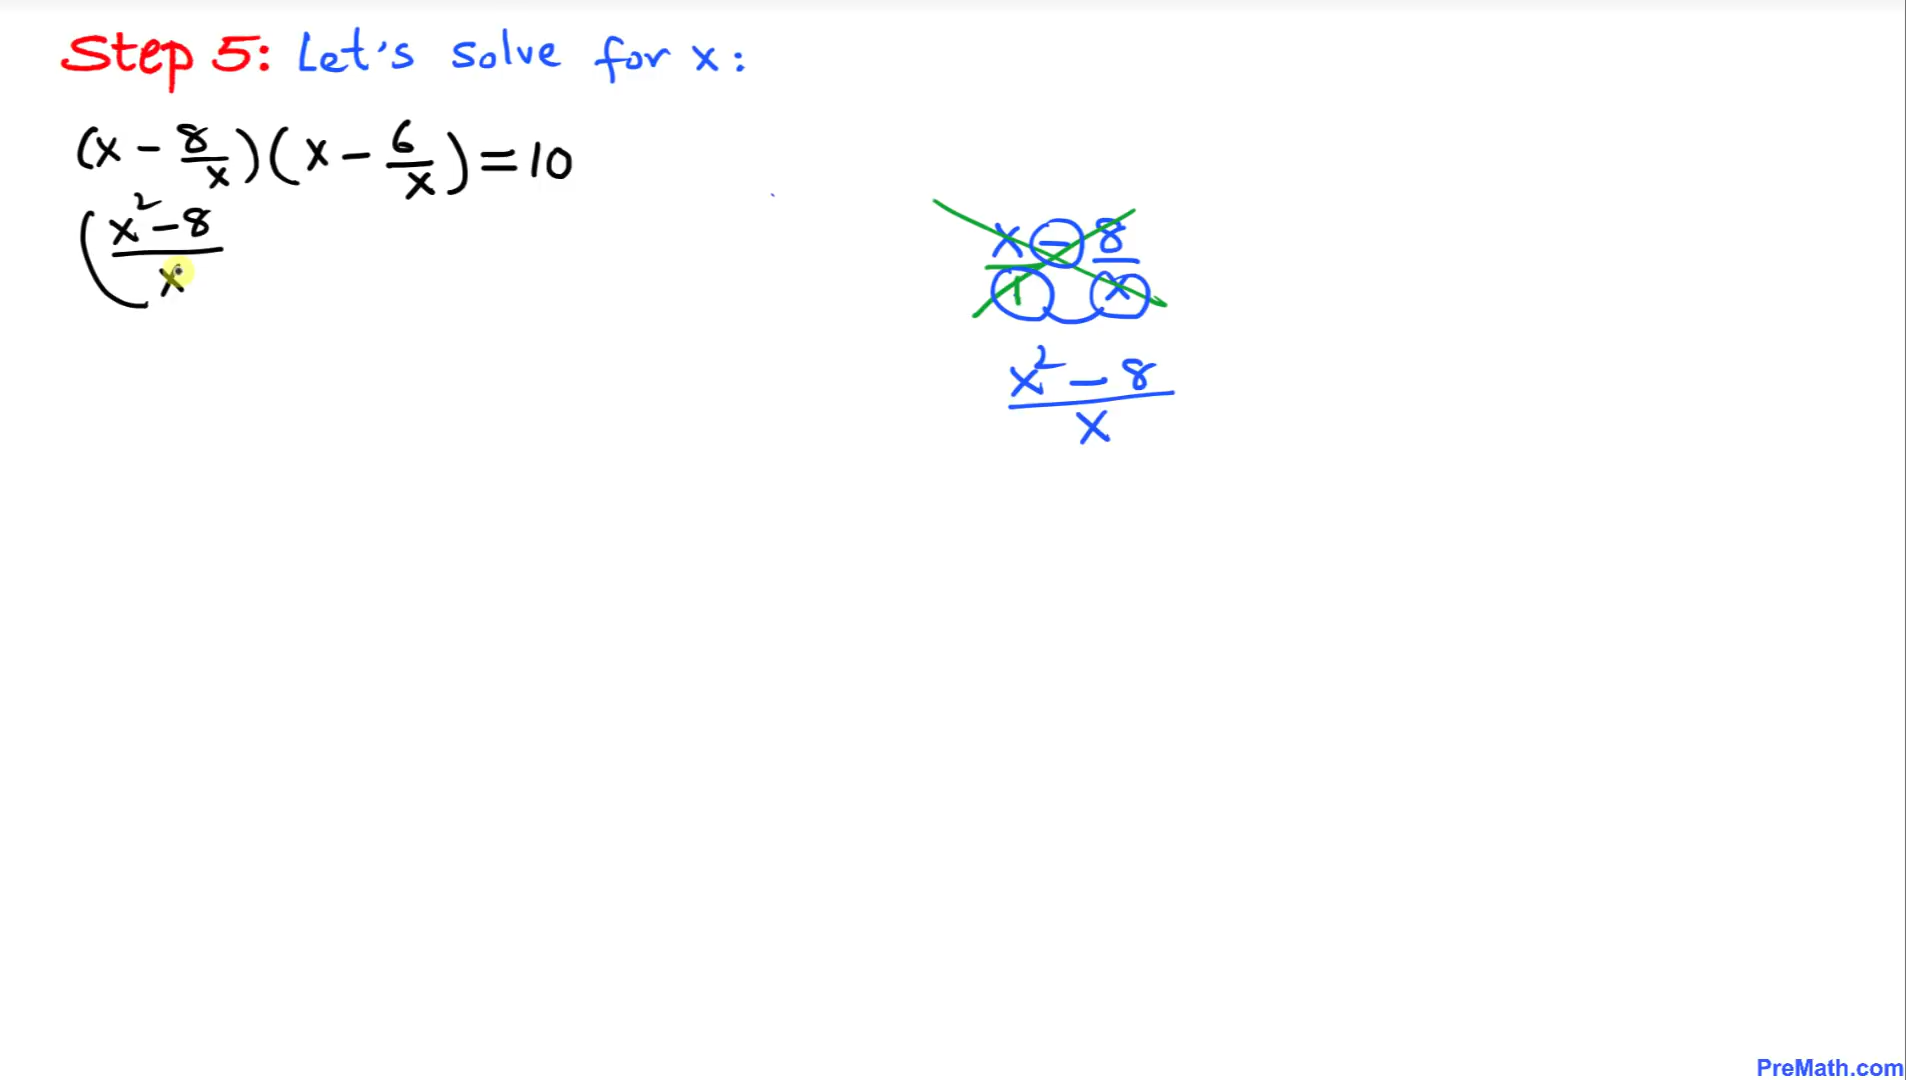 Step 5: Let's solve for x:
(x - 8/x)(x - 6/x) = 10
(x² - 8/x
x/1 - 8/x
x² - 8/x
PreMath.com